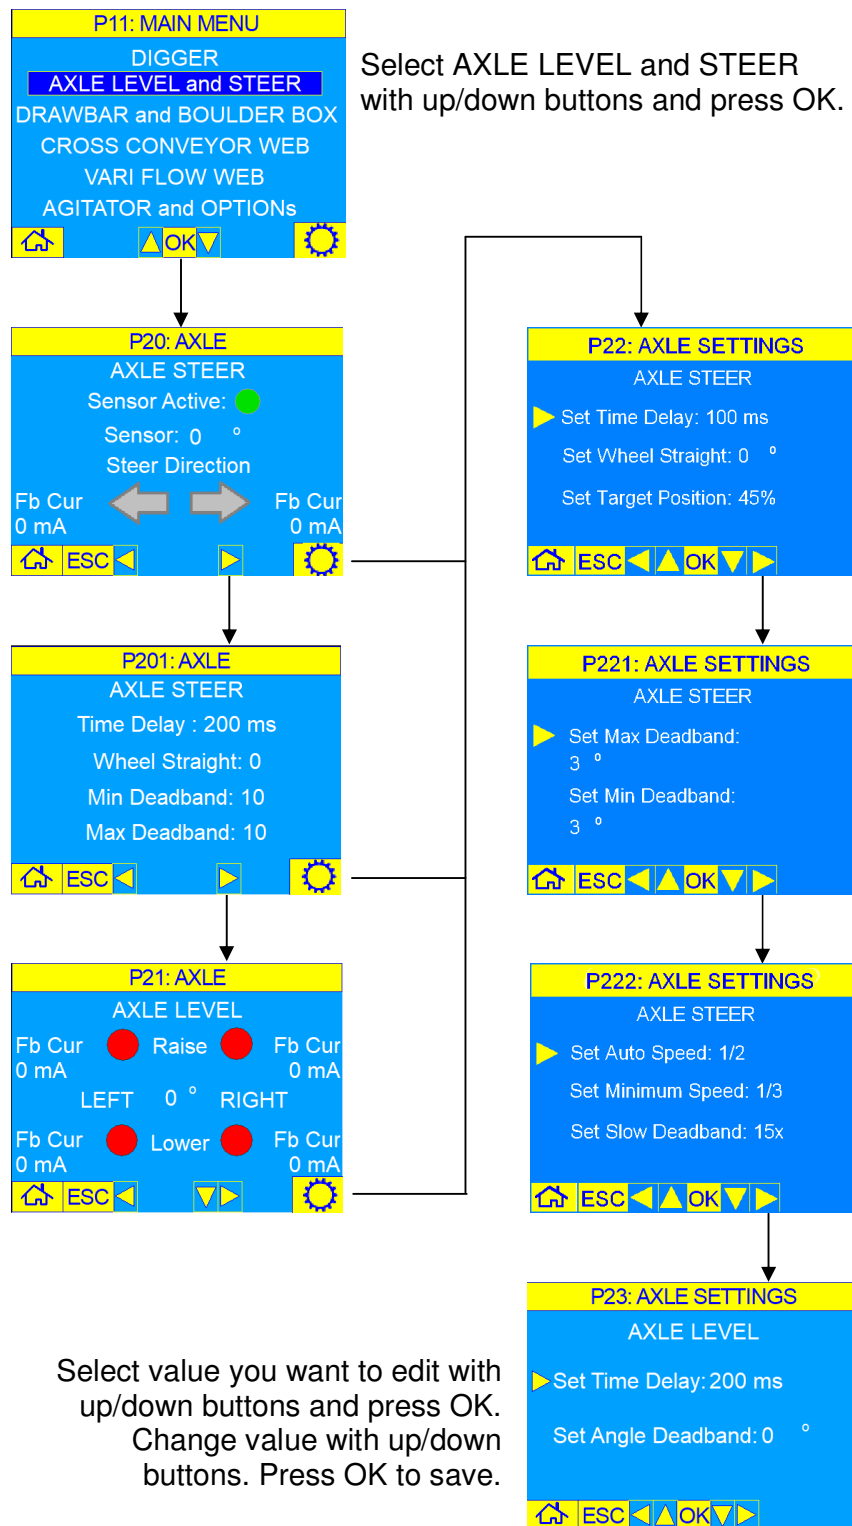 P11: MAIN MENU
DIGGER
AXLE LEVEL and STEER
DRAWBAR and BOULDER BOX
CROSS CONVEYOR WEB
VARI FLOW WEB
AGITATOR and OPTIONs
OK
Select AXLE LEVEL and STEER
with up/down buttons and press OK.
P20: AXLE
AXLE STEER
Sensor Active:
Sensor: 0 °
Steer Direction
Fb Cur Fb Cur
0 mA 0 mA
ESC
P201: AXLE
AXLE STEER
Time Delay : 200 ms
Wheel Straight: 0
Min Deadband: 10
Max Deadband: 10
ESC
P21: AXLE
AXLE LEVEL
Fb Cur Raise Fb Cur
0 mA 0 mA
LEFT 0 ° RIGHT
Fb Cur Lower Fb Cur
0 mA 0 mA
ESC
P22: AXLE SETTINGS
AXLE STEER
Set Time Delay: 100 ms
Set Wheel Straight: 0 °
Set Target Position: 45%
ESC OK
P221: AXLE SETTINGS
AXLE STEER
Set Max Deadband:
3 °
Set Min Deadband:
3 °
ESC OK
P222: AXLE SETTINGS
AXLE STEER
Set Auto Speed: 1/2
Set Minimum Speed: 1/3
Set Slow Deadband: 15x
ESC OK
P23: AXLE SETTINGS
AXLE LEVEL
Set Time Delay: 200 ms
Set Angle Deadband: 0 °
ESC OK
Select value you want to edit with
up/down buttons and press OK.
Change value with up/down
buttons. Press OK to save.